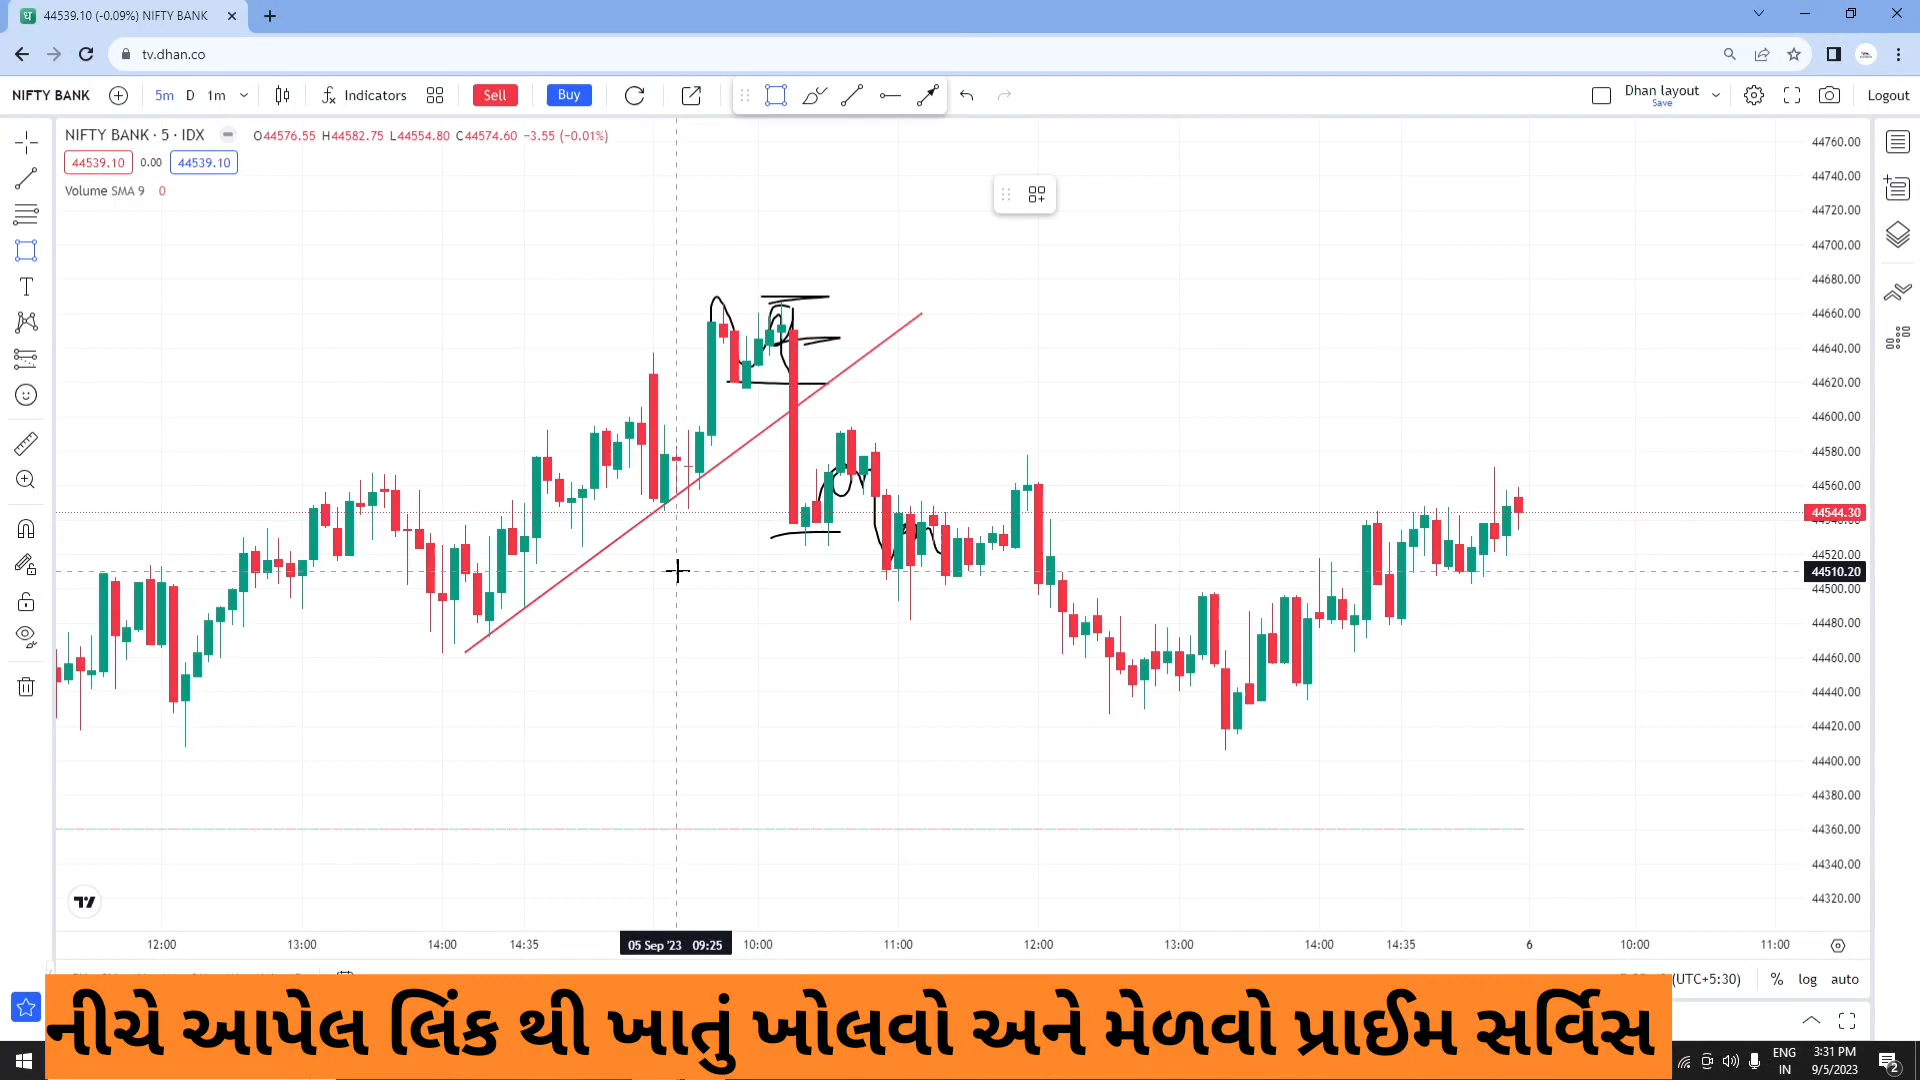 44539.10 (-0.09%) NIFTY BANK
tv.dhan.co
NIFTY BANK 5m D 1m Indicators Sell Buy Dhan layout Save Logout
NIFTY BANK · 5 · IDX O44576.55 H44582.75 L44554.80 C44574.60 −3.55 (−0.01%)
44539.10 0.00 44539.10
Volume SMA 9 0
44760.00
44740.00
44720.00
44700.00
44680.00
44660.00
44640.00
44620.00
44600.00
44580.00
44560.00
44544.30
44520.00
44510.20
44500.00
44480.00
44460.00
44440.00
44420.00
44400.00
44380.00
44360.00
44340.00
44320.00
12:00 13:00 14:00 14:35 05 Sep '23 09:25 10:00 11:00 12:00 13:00 14:00 14:35 6 10:00 11:00
(UTC+5:30) % log auto
નીચે આપેલ લિંક થી ખાતું ખોલવો અને મેળવો પ્રાઈમ સર્વિસ
ENG 3:31 PM
IN 9/5/2023 2